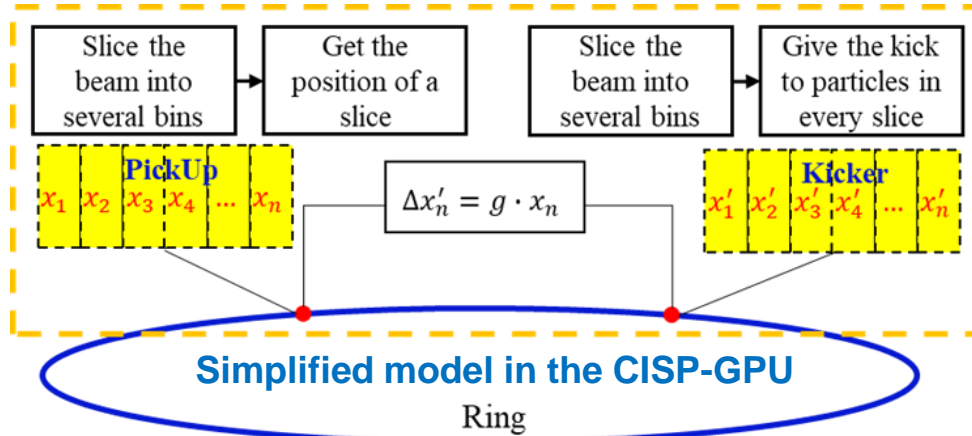 Slice the
beam into
several bins
Get the
position of a
slice
Slice the
beam into
several bins
Give the kick
to particles in
every slice
PickUp
x₁ x₂ x₃ x₄ ... xₙ
Δx′ₙ = g · xₙ
Kicker
x′₁ x′₂ x′₃ x′₄ ... x′ₙ
Simplified model in the CISP-GPU
Ring